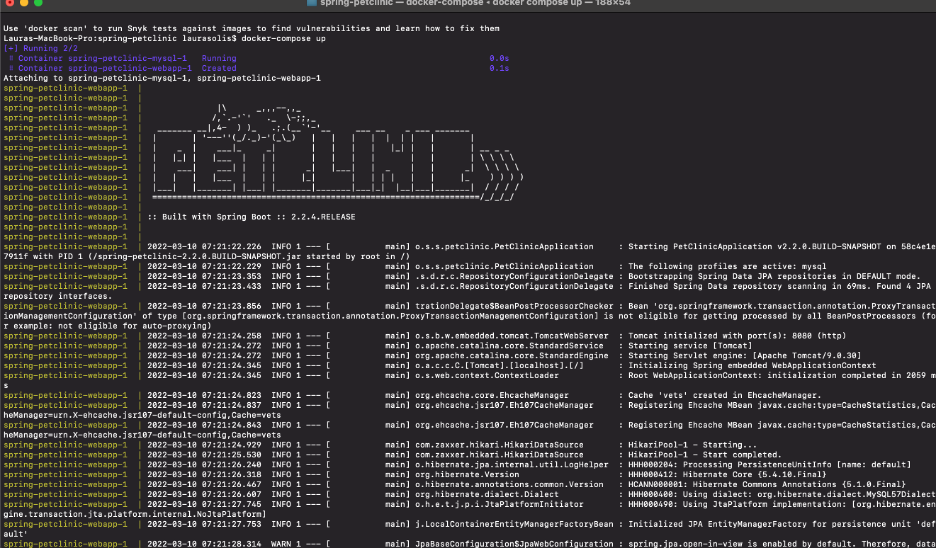 spring-petclinic — docker-compose • docker compose up — 188×54
Use 'docker scan' to run Snyk tests against images to find vulnerabilities and learn how to fix them
Lauras-MacBook-Pro:spring-petclinic laurasolis$ docker-compose up
[+] Running 2/2
⠿ Container spring-petclinic-mysql-1   Running   0.0s
⠿ Container spring-petclinic-webapp-1  Created   0.1s
Attaching to spring-petclinic-mysql-1, spring-petclinic-webapp-1
spring-petclinic-webapp-1  |
spring-petclinic-webapp-1  |
spring-petclinic-webapp-1  |
spring-petclinic-webapp-1  |
spring-petclinic-webapp-1  |
spring-petclinic-webapp-1  |
spring-petclinic-webapp-1  |
spring-petclinic-webapp-1  |
spring-petclinic-webapp-1  |
spring-petclinic-webapp-1  |
spring-petclinic-webapp-1  |
spring-petclinic-webapp-1  |
spring-petclinic-webapp-1  |
spring-petclinic-webapp-1  | :: Built with Spring Boot :: 2.2.4.RELEASE
spring-petclinic-webapp-1  |
spring-petclinic-webapp-1  |
spring-petclinic-webapp-1  | 2022-03-10 07:21:22.226  INFO 1 --- [           main] o.s.s.petclinic.PetClinicApplication     : Starting PetClinicApplication v2.2.0.BUILD-SNAPSHOT on 58c4e1e
7911f with PID 1 (/spring-petclinic-2.2.0.BUILD-SNAPSHOT.jar started by root in /)
spring-petclinic-webapp-1  | 2022-03-10 07:21:22.229  INFO 1 --- [           main] o.s.s.petclinic.PetClinicApplication     : The following profiles are active: mysql
spring-petclinic-webapp-1  | 2022-03-10 07:21:23.353  INFO 1 --- [           main] .s.d.r.c.RepositoryConfigurationDelegate : Bootstrapping Spring Data JPA repositories in DEFAULT mode.
spring-petclinic-webapp-1  | 2022-03-10 07:21:23.433  INFO 1 --- [           main] .s.d.r.c.RepositoryConfigurationDelegate : Finished Spring Data repository scanning in 69ms. Found 4 JPA
repository interfaces.
spring-petclinic-webapp-1  | 2022-03-10 07:21:23.856  INFO 1 --- [           main] trationDelegate$BeanPostProcessorChecker : Bean 'org.springframework.transaction.annotation.ProxyTransact
ionManagementConfiguration' of type [org.springframework.transaction.annotation.ProxyTransactionManagementConfiguration] is not eligible for getting processed by all BeanPostProcessors (fo
r example: not eligible for auto-proxying)
spring-petclinic-webapp-1  | 2022-03-10 07:21:24.258  INFO 1 --- [           main] o.s.b.w.embedded.tomcat.TomcatWebServer  : Tomcat initialized with port(s): 8080 (http)
spring-petclinic-webapp-1  | 2022-03-10 07:21:24.272  INFO 1 --- [           main] o.apache.catalina.core.StandardService   : Starting service [Tomcat]
spring-petclinic-webapp-1  | 2022-03-10 07:21:24.272  INFO 1 --- [           main] org.apache.catalina.core.StandardEngine  : Starting Servlet engine: [Apache Tomcat/9.0.30]
spring-petclinic-webapp-1  | 2022-03-10 07:21:24.345  INFO 1 --- [           main] o.a.c.c.C.[Tomcat].[localhost].[/]       : Initializing Spring embedded WebApplicationContext
spring-petclinic-webapp-1  | 2022-03-10 07:21:24.345  INFO 1 --- [           main] o.s.web.context.ContextLoader            : Root WebApplicationContext: initialization completed in 2059 m
s
spring-petclinic-webapp-1  | 2022-03-10 07:21:24.823  INFO 1 --- [           main] org.ehcache.core.EhcacheManager          : Cache 'vets' created in EhcacheManager.
spring-petclinic-webapp-1  | 2022-03-10 07:21:24.837  INFO 1 --- [           main] org.ehcache.jsr107.Eh107CacheManager     : Registering Ehcache MBean javax.cache:type=CacheStatistics,Cac
heManager=urn.X-ehcache.jsr107-default-config,Cache=vets
spring-petclinic-webapp-1  | 2022-03-10 07:21:24.843  INFO 1 --- [           main] org.ehcache.jsr107.Eh107CacheManager     : Registering Ehcache MBean javax.cache:type=CacheStatistics,Cac
heManager=urn.X-ehcache.jsr107-default-config,Cache=vets
spring-petclinic-webapp-1  | 2022-03-10 07:21:24.929  INFO 1 --- [           main] com.zaxxer.hikari.HikariDataSource       : HikariPool-1 - Starting...
spring-petclinic-webapp-1  | 2022-03-10 07:21:25.530  INFO 1 --- [           main] com.zaxxer.hikari.HikariDataSource       : HikariPool-1 - Start completed.
spring-petclinic-webapp-1  | 2022-03-10 07:21:26.240  INFO 1 --- [           main] o.hibernate.jpa.internal.util.LogHelper  : HHH000204: Processing PersistenceUnitInfo [name: default]
spring-petclinic-webapp-1  | 2022-03-10 07:21:26.318  INFO 1 --- [           main] org.hibernate.Version                    : HHH000412: Hibernate Core {5.4.10.Final}
spring-petclinic-webapp-1  | 2022-03-10 07:21:26.467  INFO 1 --- [           main] o.hibernate.annotations.common.Version   : HCANN000001: Hibernate Commons Annotations {5.1.0.Final}
spring-petclinic-webapp-1  | 2022-03-10 07:21:26.607  INFO 1 --- [           main] org.hibernate.dialect.Dialect            : HHH000400: Using dialect: org.hibernate.dialect.MySQL57Dialect
spring-petclinic-webapp-1  | 2022-03-10 07:21:27.745  INFO 1 --- [           main] o.h.e.t.j.p.i.JtaPlatformInitiator       : HHH000490: Using JtaPlatform implementation: [org.hibernate.en
gine.transaction.jta.platform.internal.NoJtaPlatform]
spring-petclinic-webapp-1  | 2022-03-10 07:21:27.753  INFO 1 --- [           main] j.LocalContainerEntityManagerFactoryBean : Initialized JPA EntityManagerFactory for persistence unit 'def
ault'
spring-petclinic-webapp-1  | 2022-03-10 07:21:28.314  WARN 1 --- [           main] JpaBaseConfiguration$JpaWebConfiguration : spring.jpa.open-in-view is enabled by default. Therefore, data